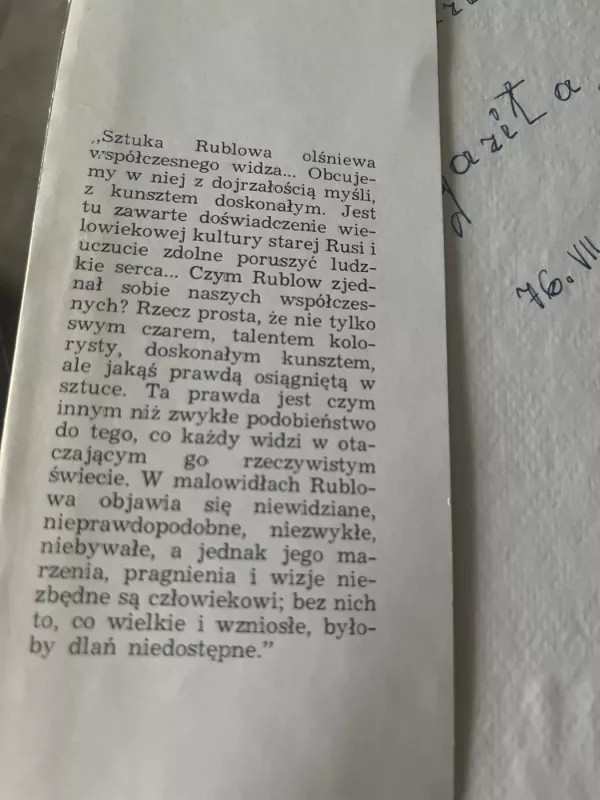 „Sztuka Rublowa olśniewa
współczesnego widza... Obcuje-
my w niej z dojrzałością myśli,
z kunsztem doskonałym. Jest
tu zawarte doświadczenie wie-
lowiekowej kultury starej Rusi i
uczucie zdolne poruszyć ludz-
kie serca... Czym Rublow zjed-
nał sobie naszych współczes-
nych? Rzecz prosta, że nie tylko
swym czarem, talentem kolo-
rysty, doskonałym kunsztem,
ale jakąś prawdą osiągniętą w
sztuce. Ta prawda jest czym
innym niż zwykłe podobieństwo
do tego, co każdy widzi w ota-
czającym go rzeczywistym
świecie. W malowidłach Rublo-
wa objawia się niewidziane,
nieprawdopodobne, niezwykłe,
niebywałe, a jednak jego ma-
rzenia, pragnienia i wizje nie-
zbędne są człowiekowi; bez nich
to, co wielkie i wzniosłe, było-
by dlań niedostępne.”
76. VII